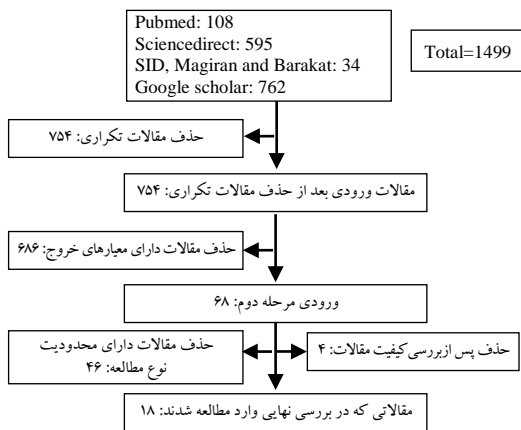 Pubmed: 108
Sciencedirect: 595
SID, Magiran and Barakat: 34
Google scholar: 762
Total=1499
حذف مقالات تکراری: ۷۵۴
مقالات ورودی بعد از حذف مقالات تکراری: ۷۵۴
حذف مقالات دارای معیارهای خروج: ۶۸۶
ورودی مرحله دوم: ۶۸
حذف مقالات دارای محدودیت
نوع مطالعه: ۴۶
حذف پس ازبررسی کیفیت مقالات: ۴
مقالاتی که در بررسی نهایی وارد مطالعه شدند: ۱۸